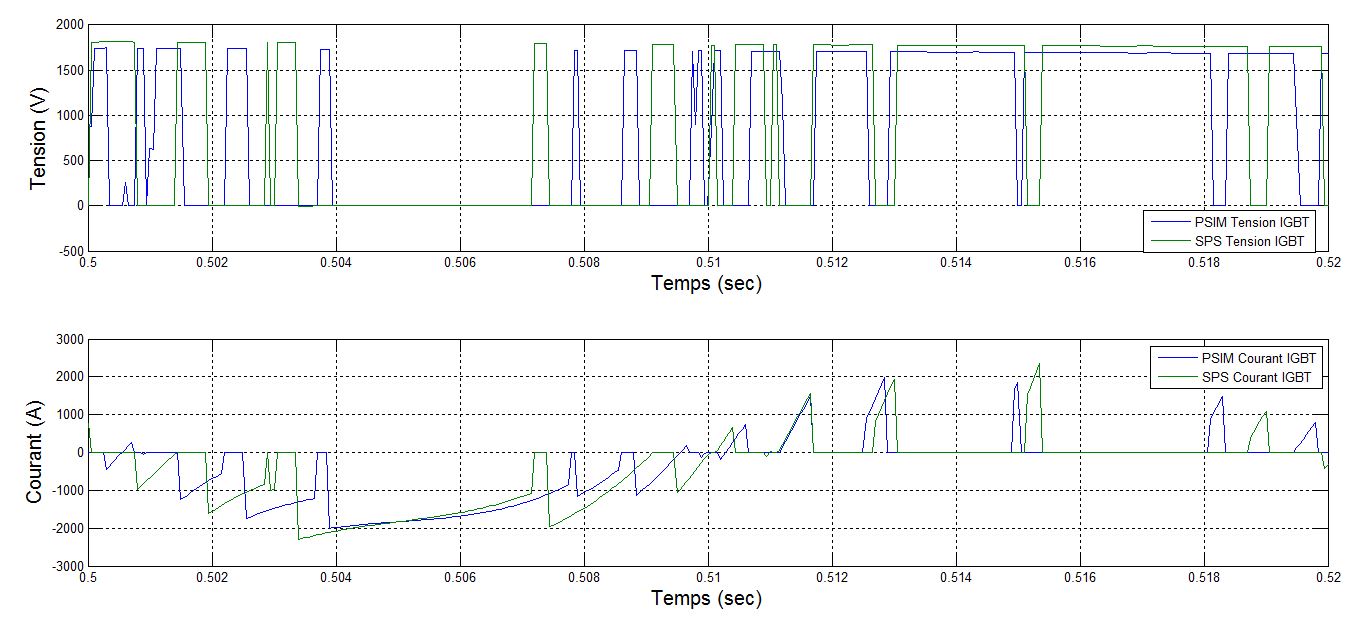 2000
1500
1000
500
0
-500
Tension (V)
0.5 0.502 0.504 0.506 0.508 0.51 0.512 0.514 0.516 0.518 0.52
Temps (sec)
PSIM Tension IGBT
SPS Tension IGBT
3000
2000
1000
0
-1000
-2000
-3000
Courant (A)
0.5 0.502 0.504 0.506 0.508 0.51 0.512 0.514 0.516 0.518 0.52
Temps (sec)
PSIM Courant IGBT
SPS Courant IGBT